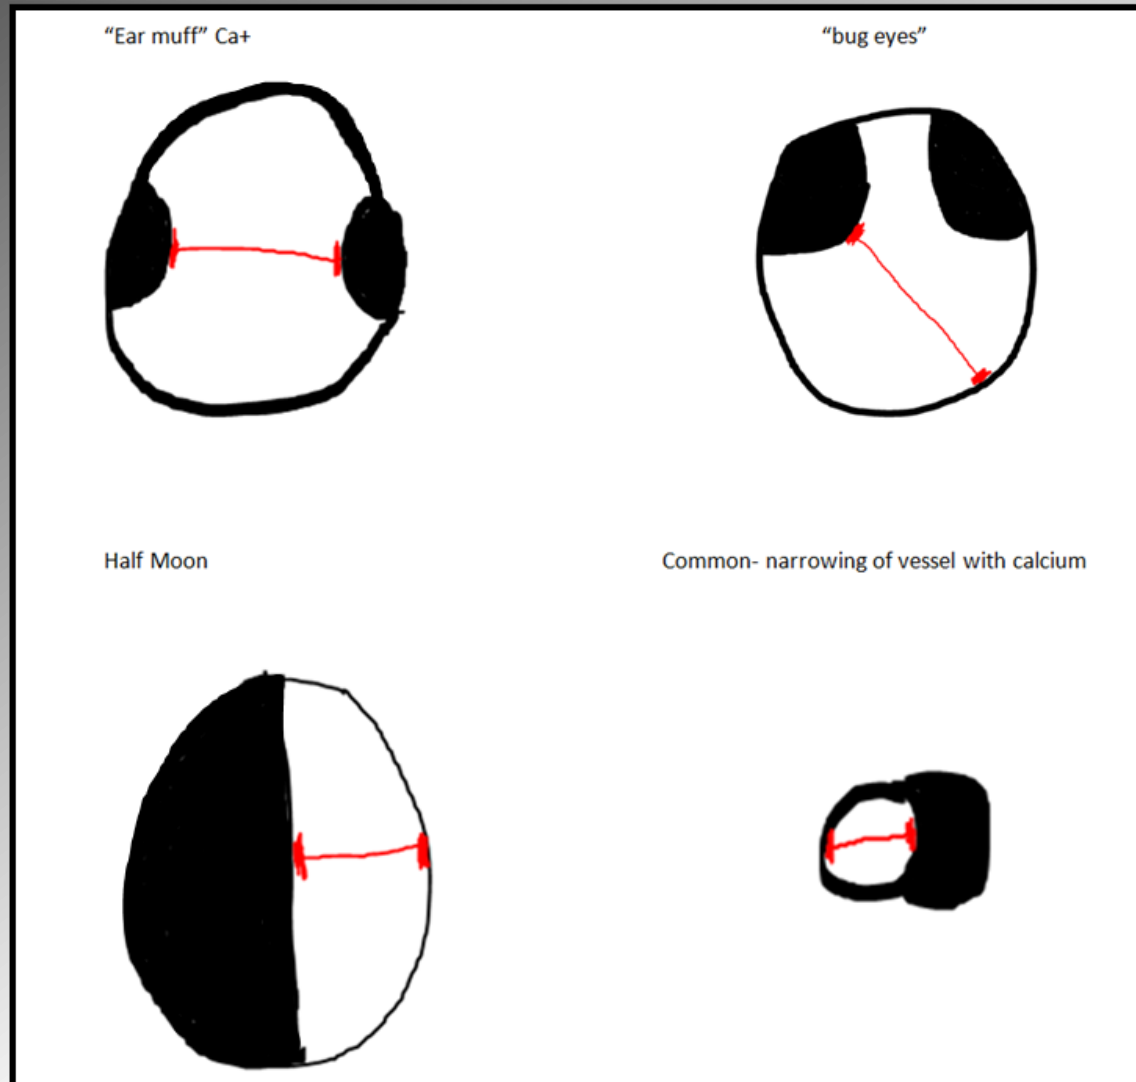 “Ear muff” Ca+
“bug eyes”
Half Moon
Common- narrowing of vessel with calcium